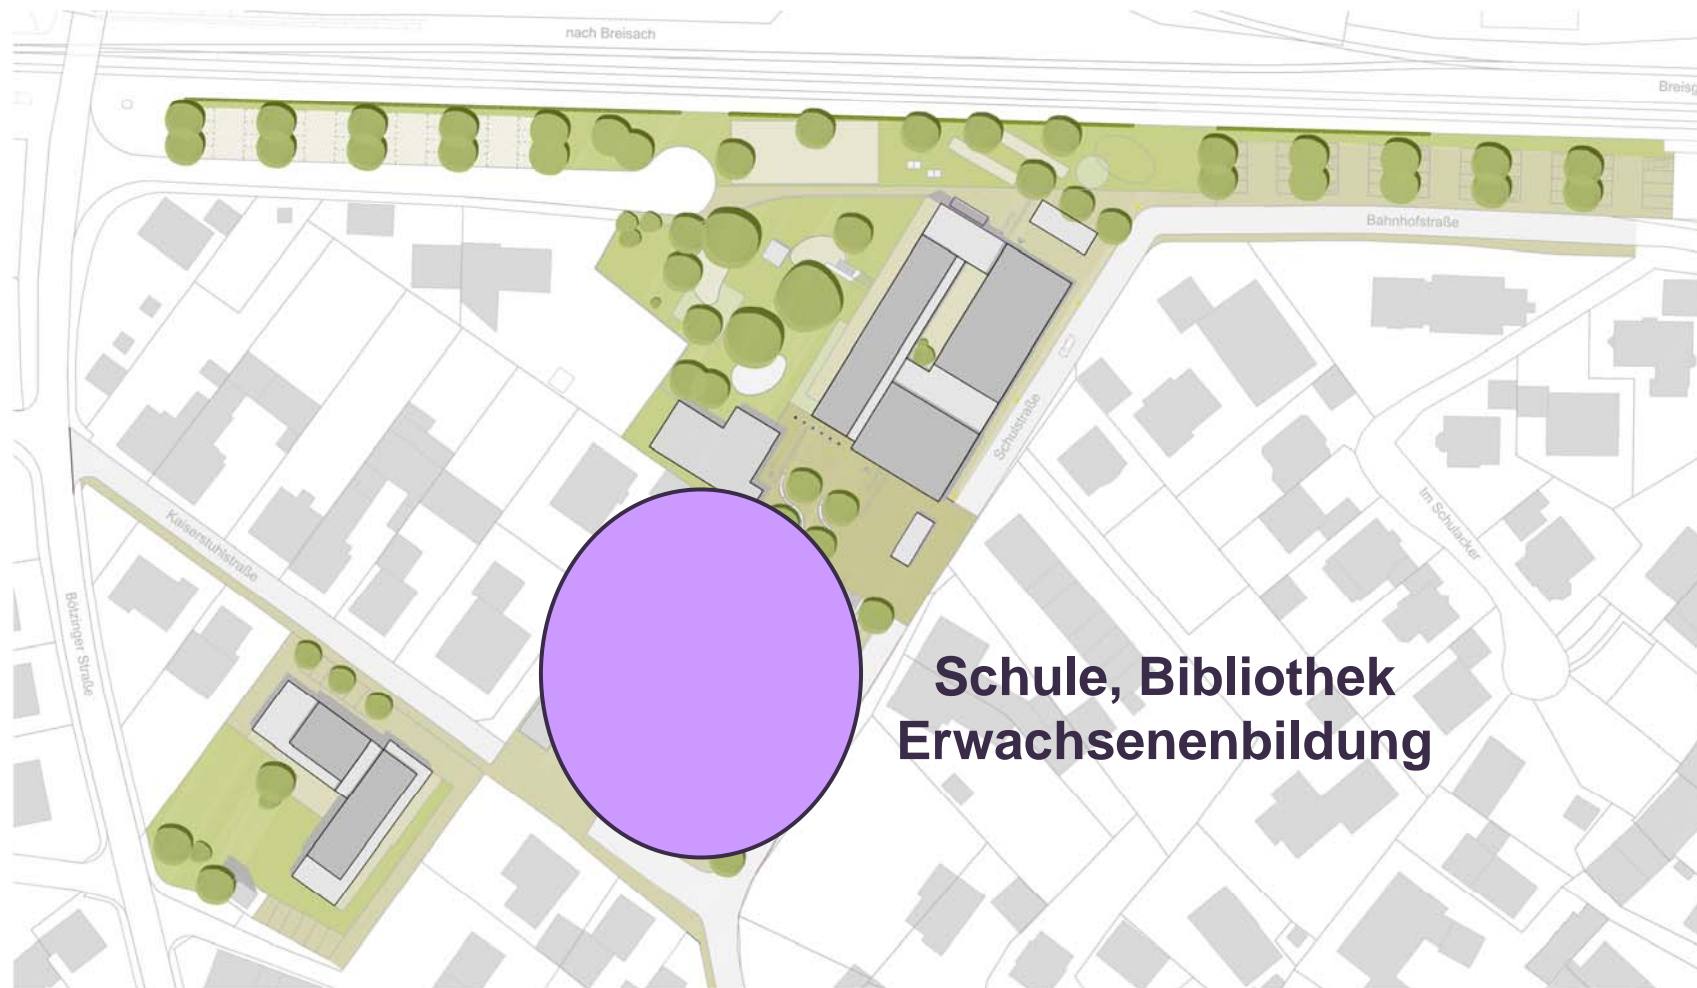 nach Breisach
Breisg
Bahnhofstraße
Schulstraße
Im Schulacker
Kaiserstuhlstraße
Bötzinger Straße
Schule, Bibliothek
Erwachsenenbildung